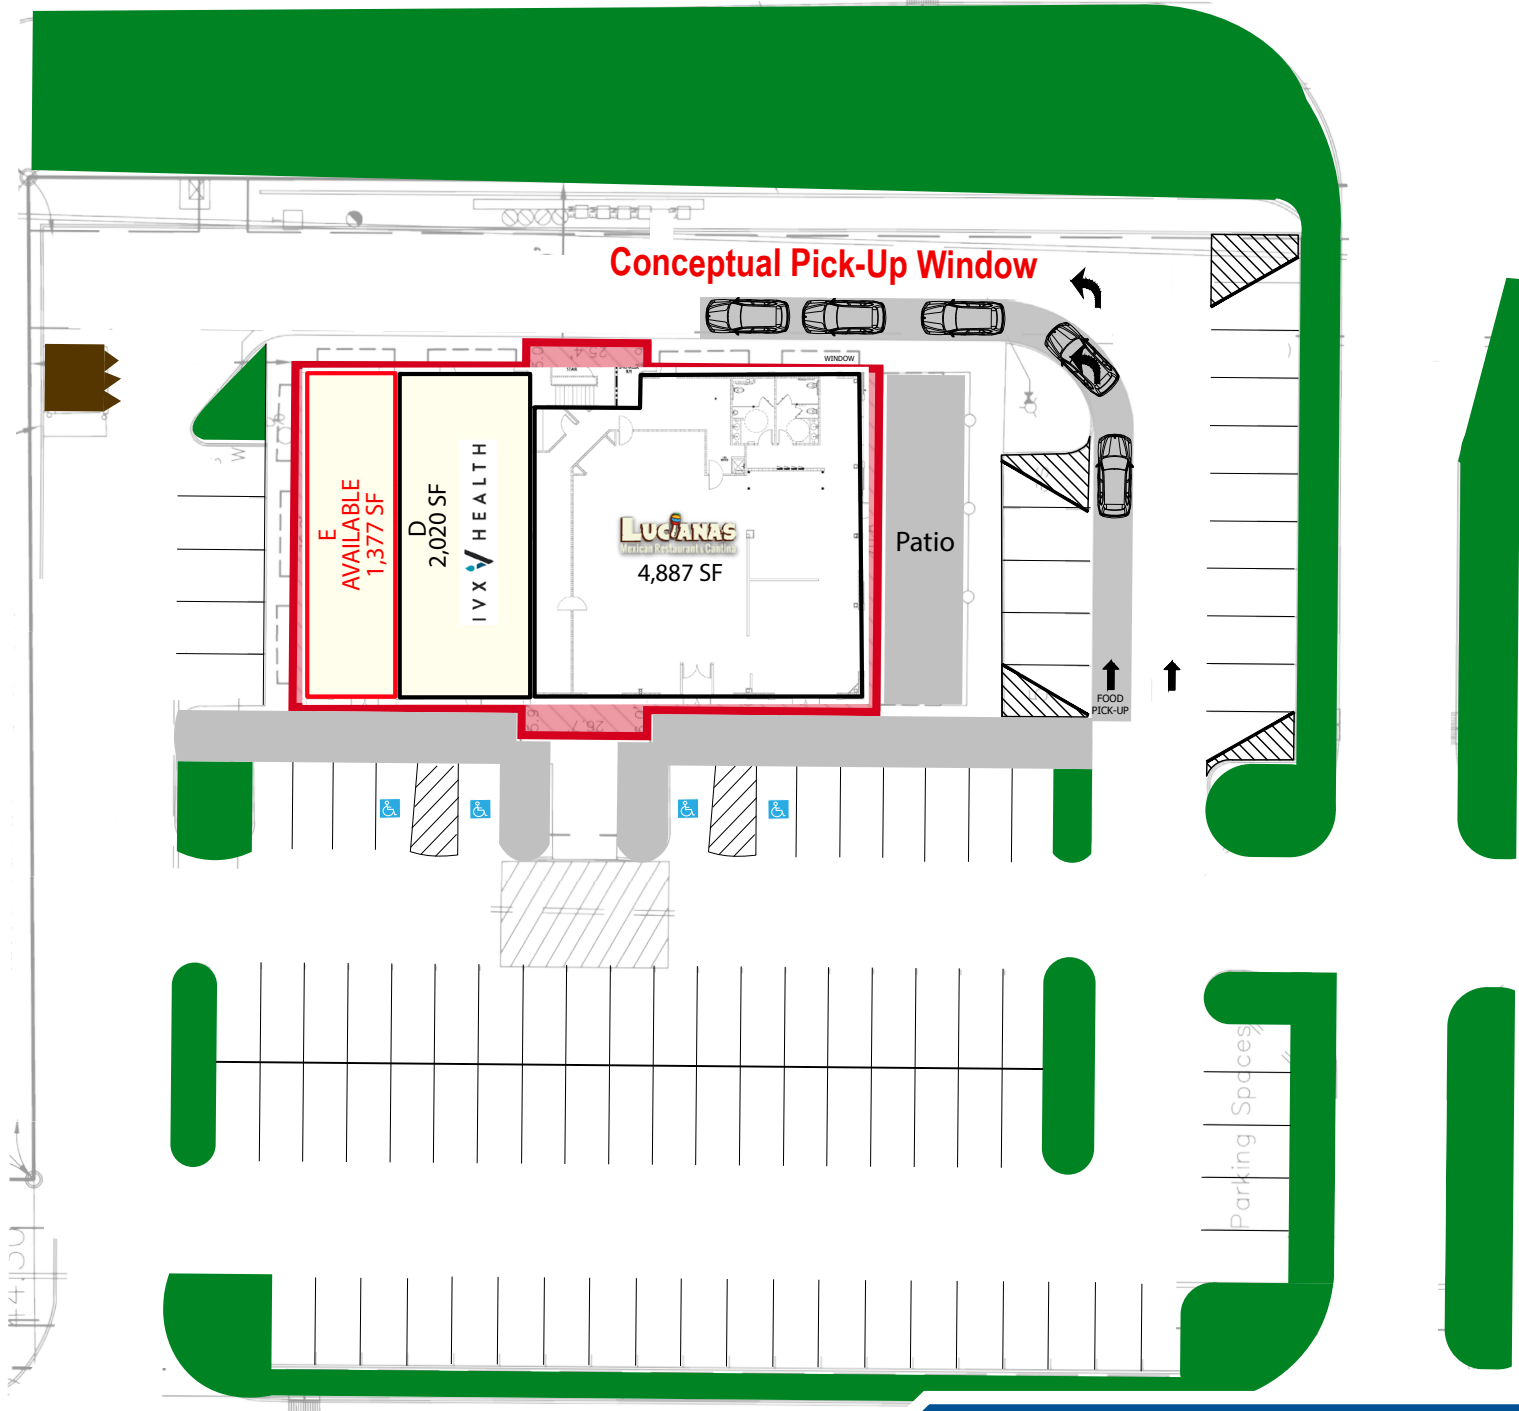 Conceptual Pick-Up Window
WINDOW
STAIR
E
AVAILABLE
1,377 SF
D
2,020 SF
IVX HEALTH
LUCIANAS
Mexican Restaurant & Cantina
4,887 SF
Patio
FOOD
PICK-UP
Parking Spaces